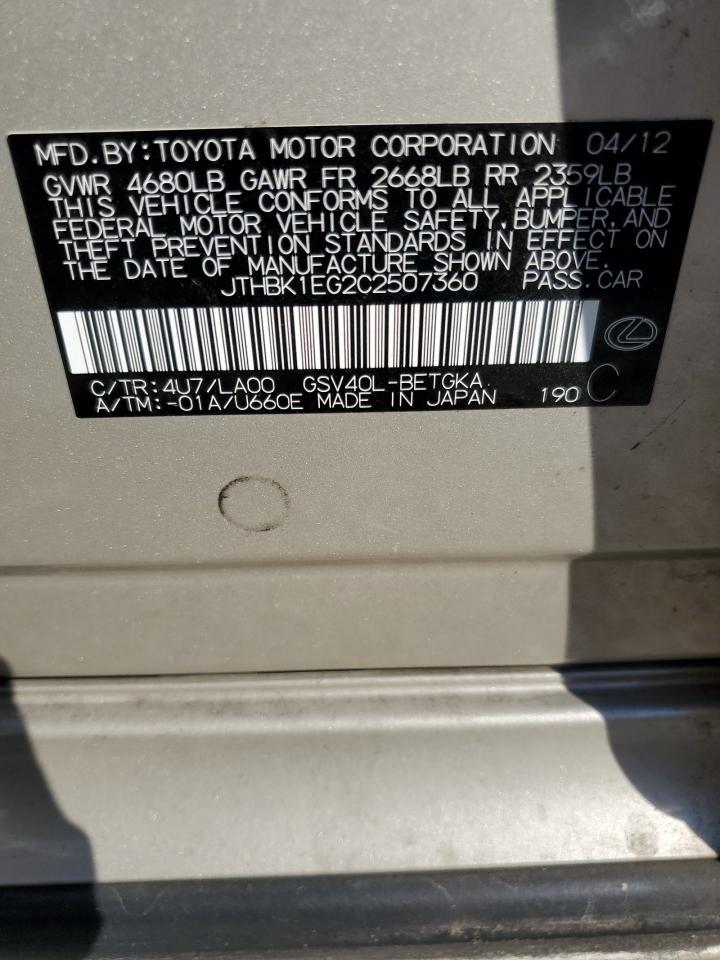 MFD.BY:TOYOTA MOTOR CORPORATION 04/12
GVWR 4680LB GAWR FR 2668LB RR 2359LB
THIS VEHICLE CONFORMS TO ALL APPLICABLE
FEDERAL MOTOR VEHICLE SAFETY,BUMPER,AND
THEFT PREVENTION STANDARDS IN EFFECT ON
THE DATE OF MANUFACTURE SHOWN ABOVE.
JTHBK1EG2C2507360 PASS.CAR
C/TR:4U7/LA00 GSV40L-BETGKA
A/TM:-01A/U660E MADE IN JAPAN 190 C